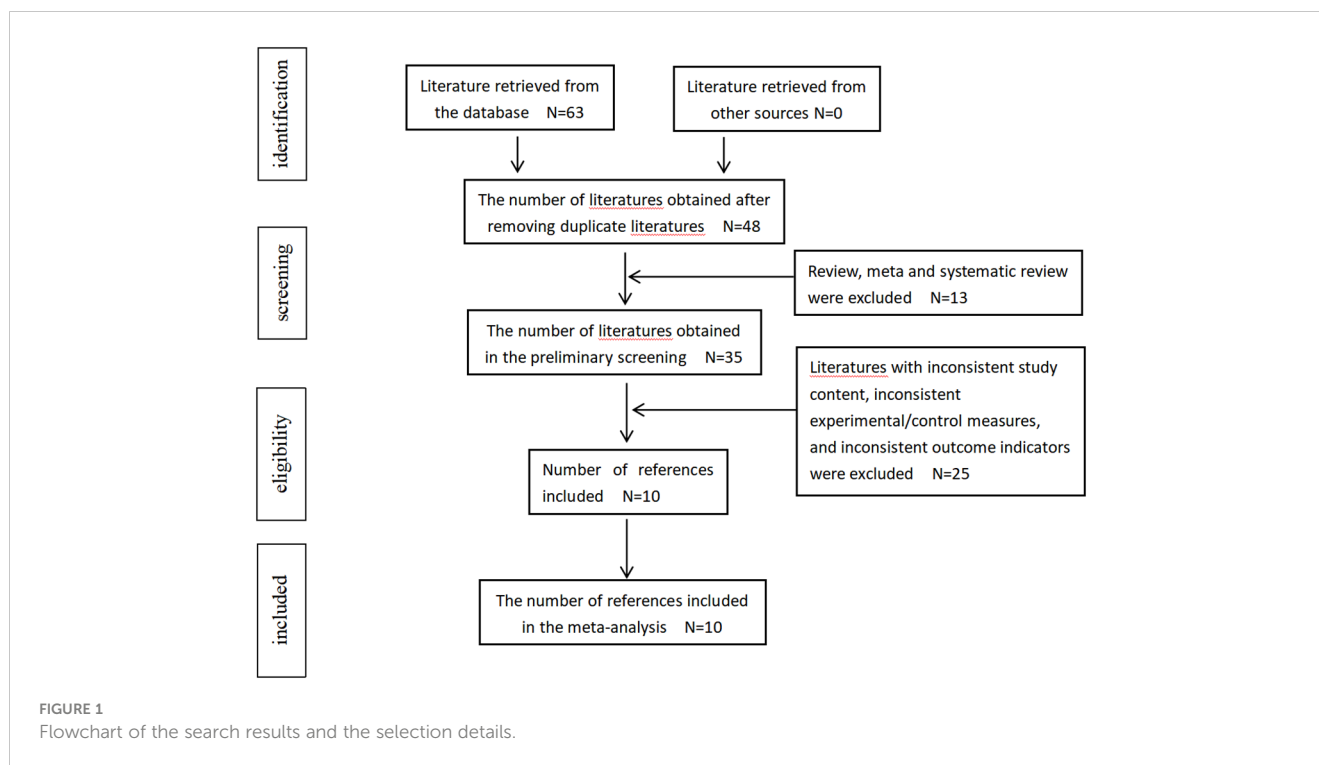 identification
Literature retrieved from
the database N=63
Literature retrieved from
other sources N=0
The number of literatures obtained after
removing duplicate literatures N=48
screening
Review, meta and systematic review
were excluded N=13
The number of literatures obtained
in the preliminary screening N=35
Literatures with inconsistent study
content, inconsistent
experimental/control measures,
and inconsistent outcome indicators
were excluded N=25
eligibility
Number of references
included N=10
included
The number of references included
in the meta-analysis N=10
FIGURE 1
Flowchart of the search results and the selection details.